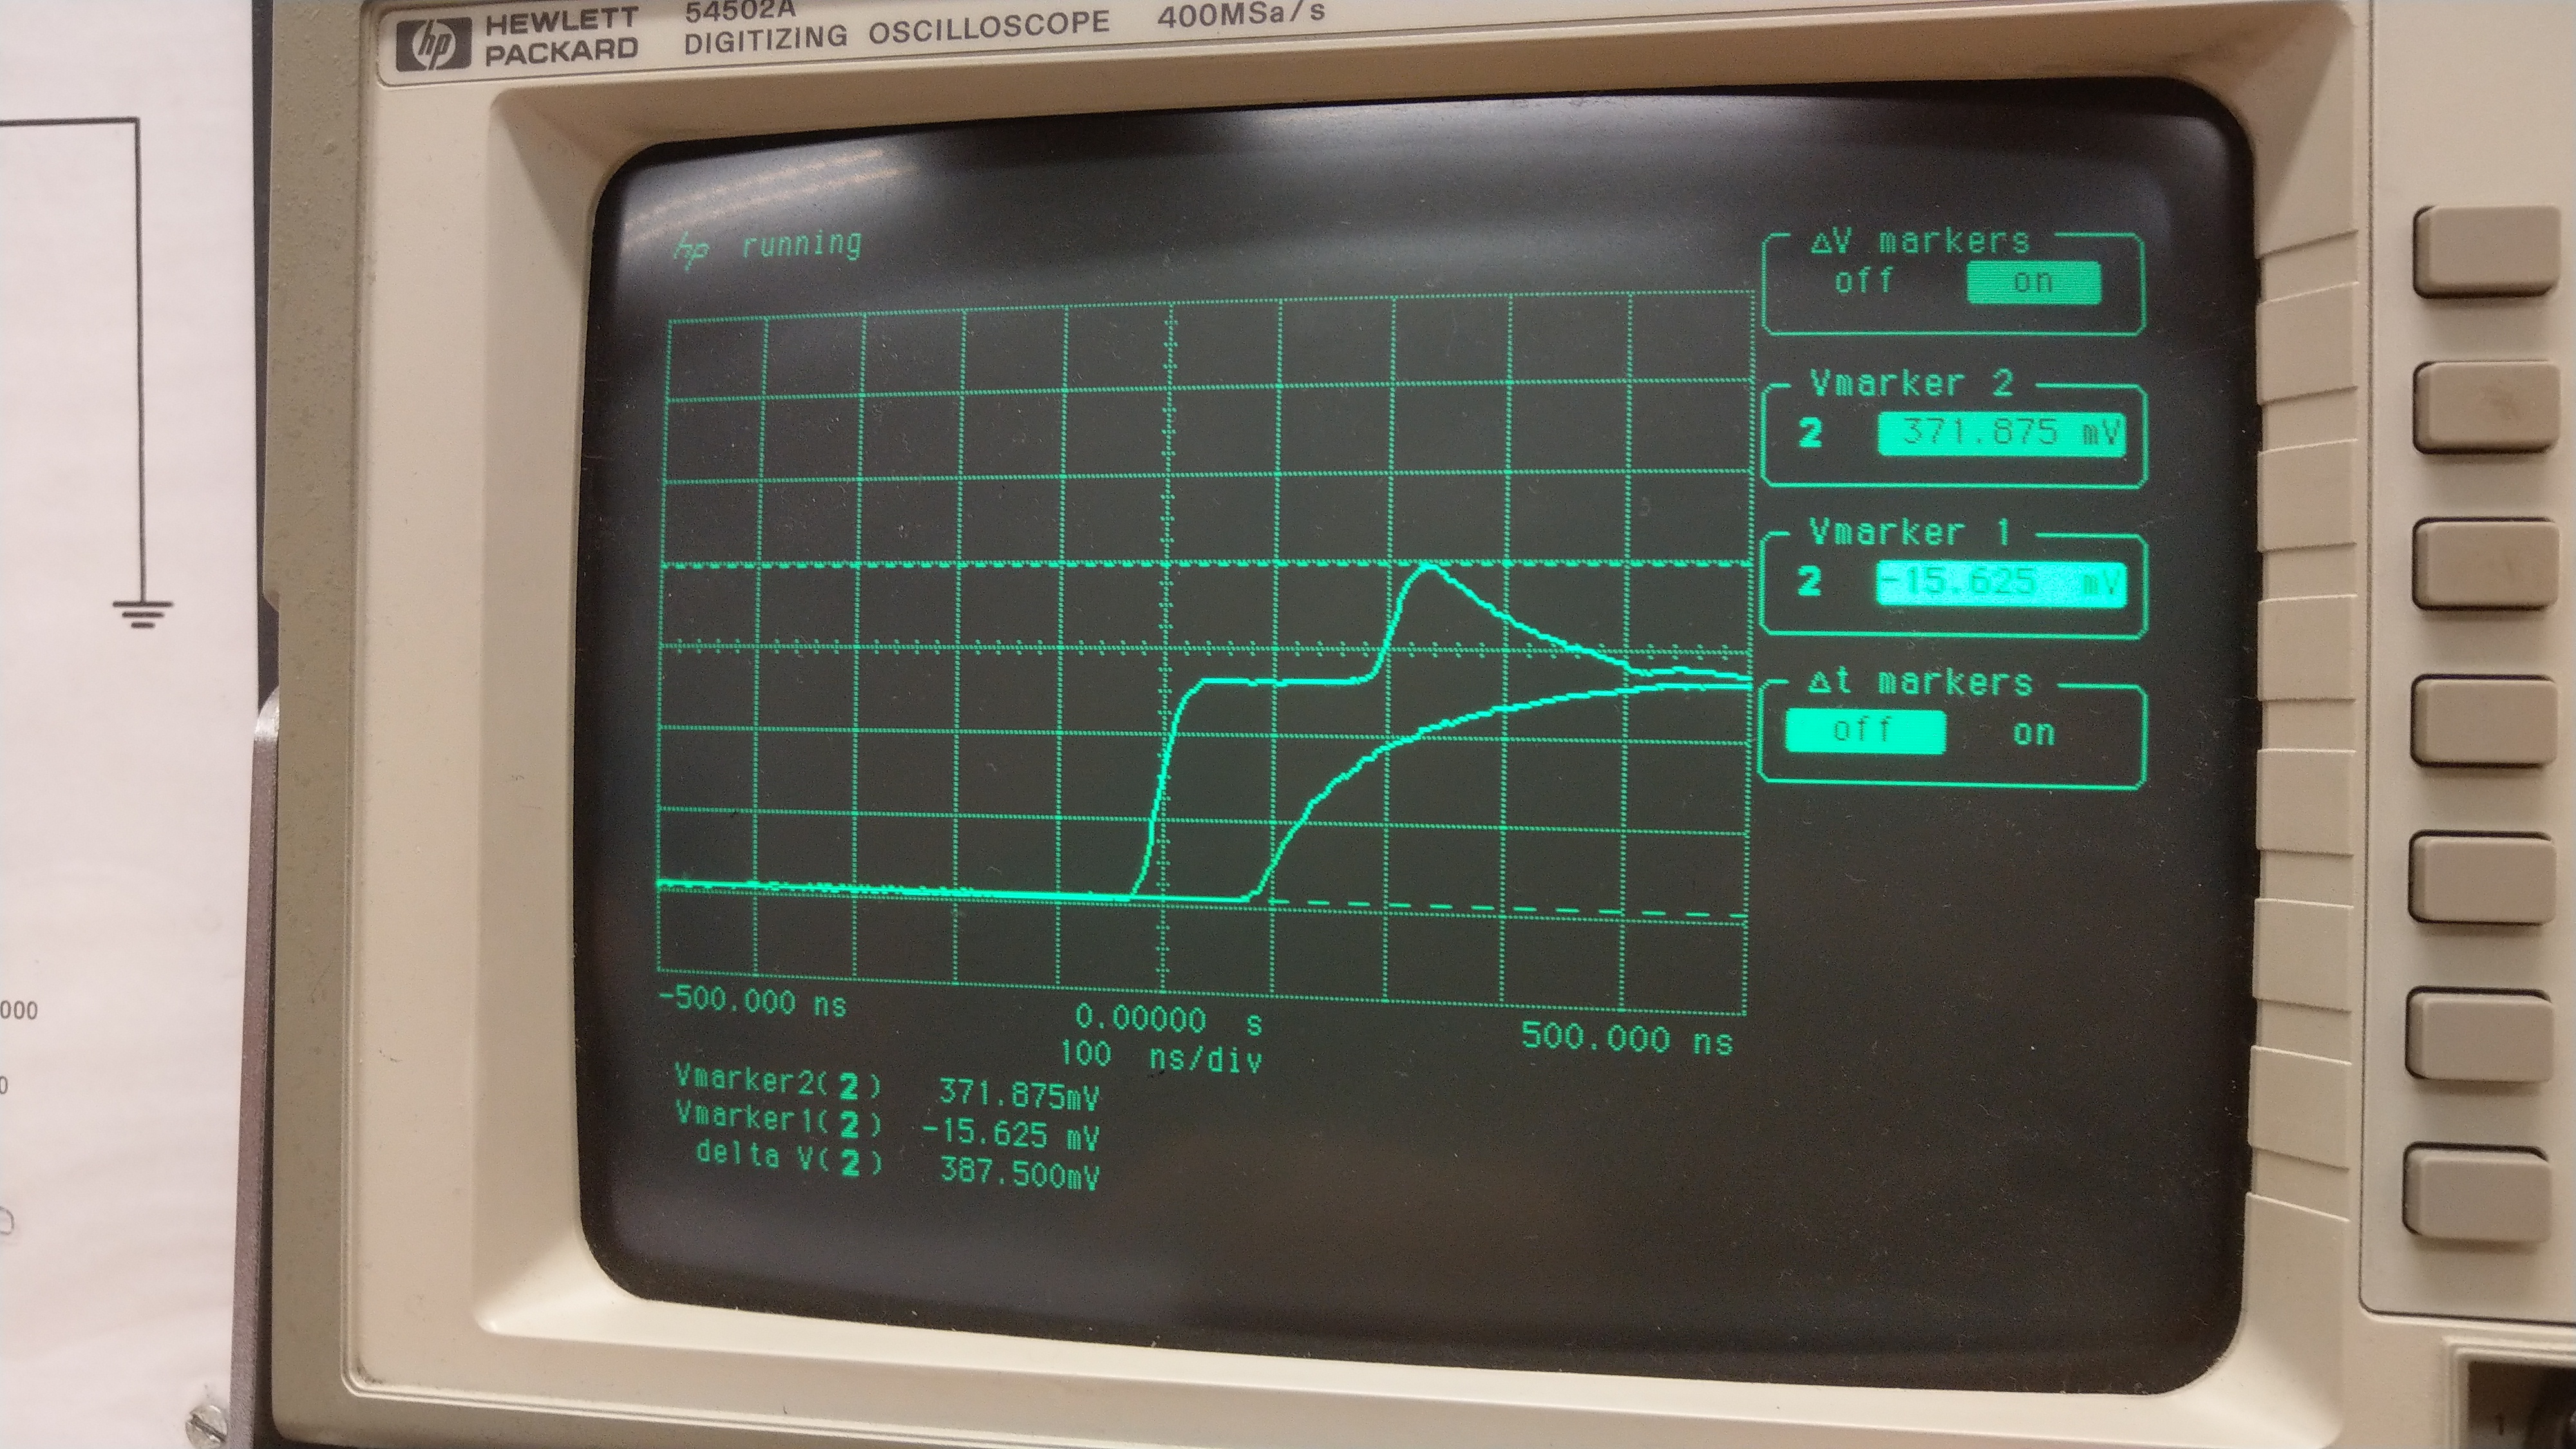 hp HEWLETT PACKARD
54502A
DIGITIZING OSCILLOSCOPE 400MSa/s
hp running
ΔV markers
off on
Vmarker 2
2 371.875 mV
Vmarker 1
2 -15.625 mV
Δt markers
off on
-500.000 ns
0.00000 s
500.000 ns
100 ns/div
Vmarker2(2) 371.875mV
Vmarker1(2) -15.625 mV
delta V(2) 387.500mV
000
0
1